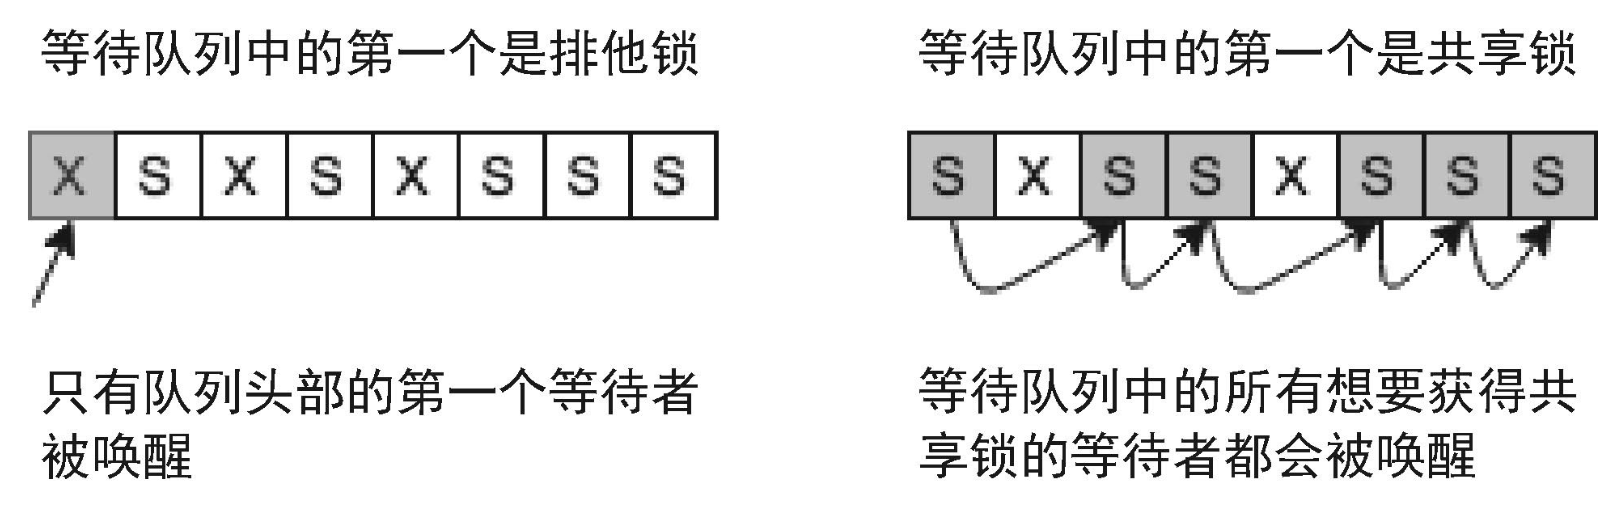 等待队列中的第一个是排他锁
X S X S X S S S
只有队列头部的第一个等待者
被唤醒
等待队列中的第一个是共享锁
S X S S X S S S
等待队列中的所有想要获得共
享锁的等待者都会被唤醒